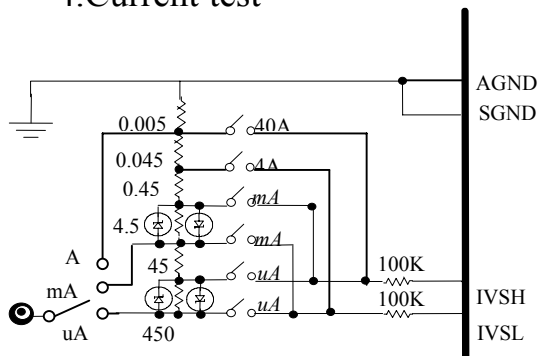 4.Current test
AGND
SGND
0.005
40A
0.045
4A
0.45
mA
4.5
mA
A
45
uA
100K
mA
100K
IVSH
uA
450
uA
IVSL